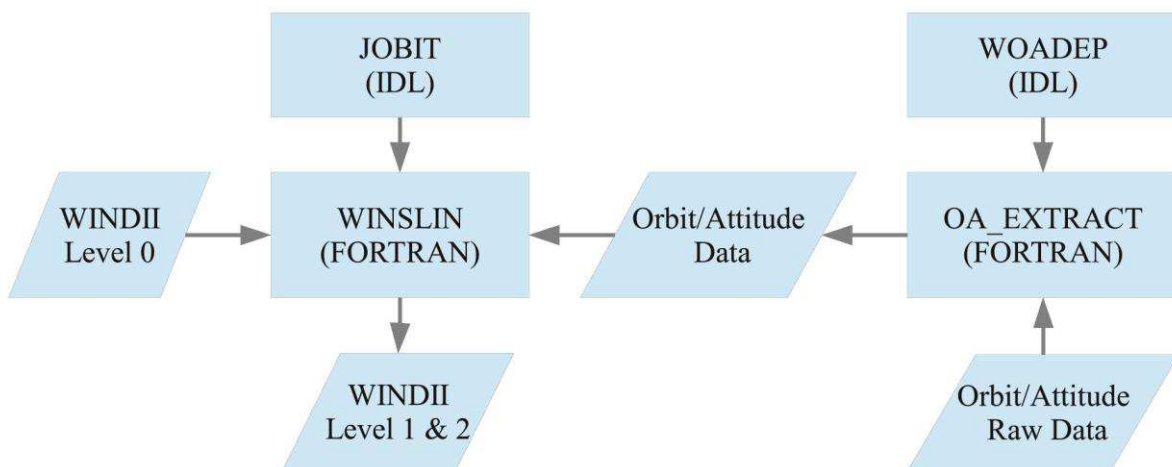 JOBIT
(IDL)
WOADEP
(IDL)
WINDII
Level 0
WINSLIN
(FORTRAN)
Orbit/Attitude
Data
OA_EXTRACT
(FORTRAN)
WINDII
Level 1 & 2
Orbit/Attitude
Raw Data